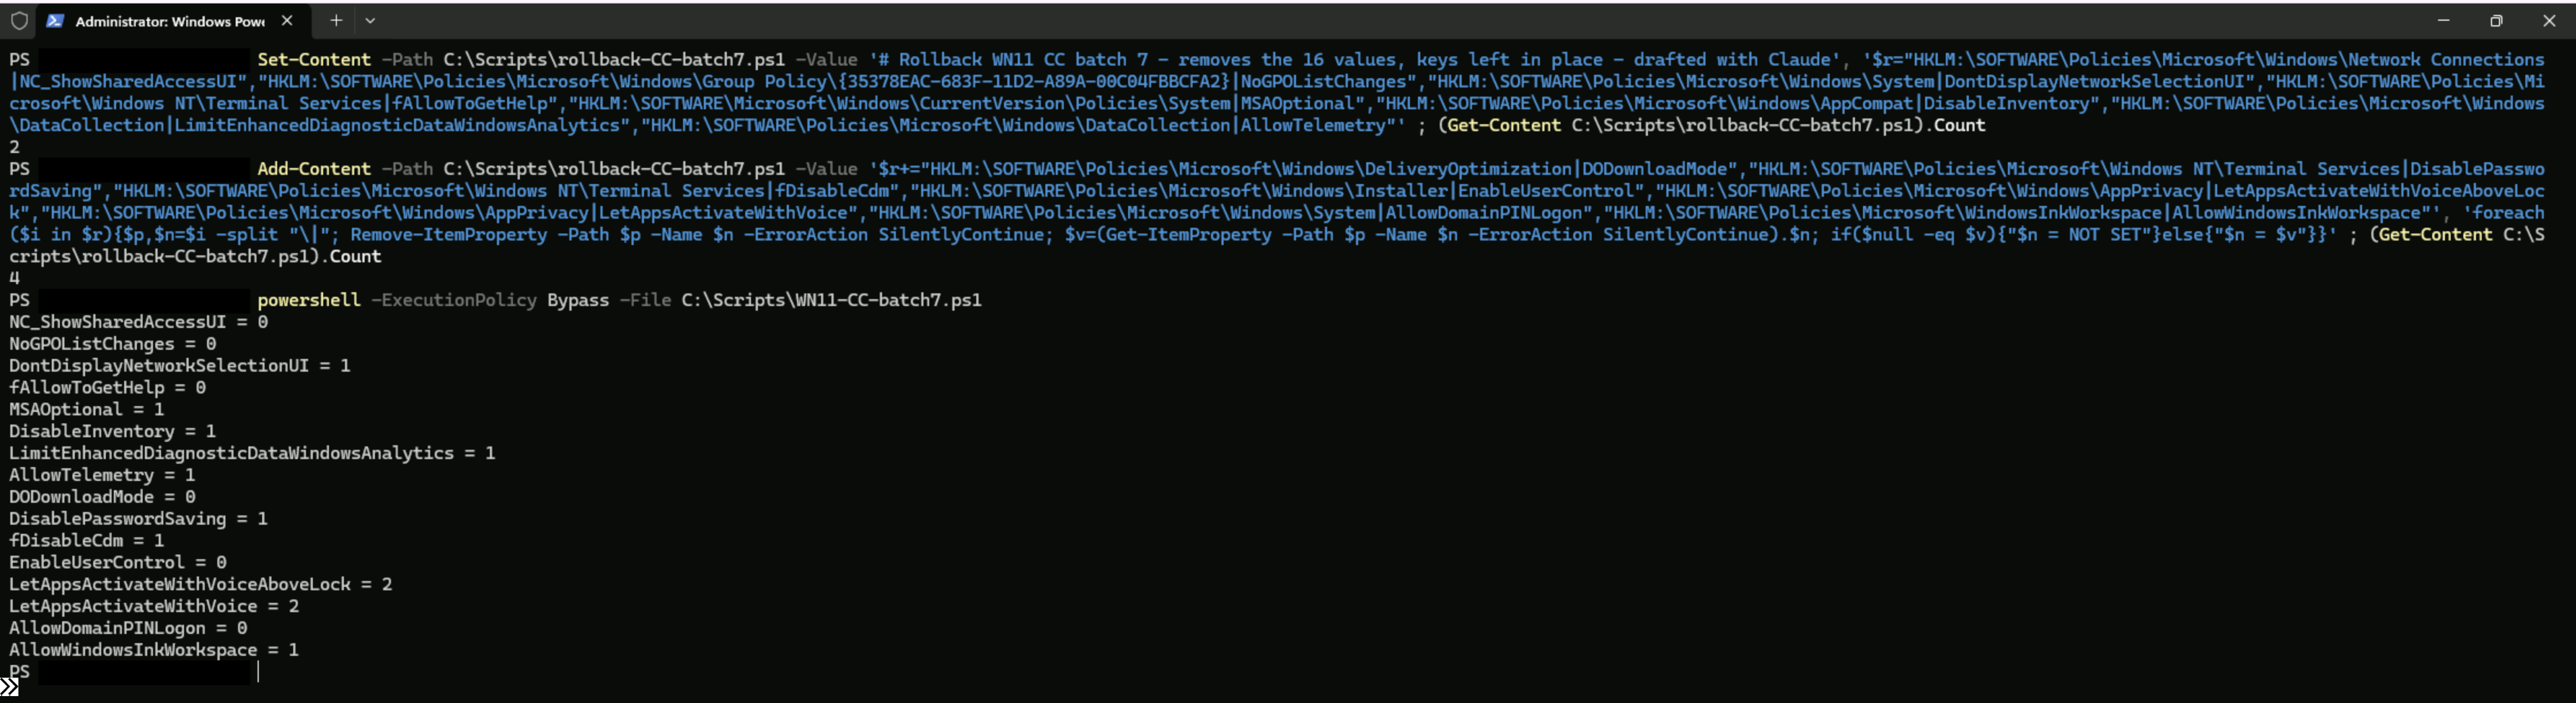 Administrator: Windows Powe
PS Set-Content -Path C:\Scripts\rollback-CC-batch7.ps1 -Value '# Rollback WN11 CC batch 7 - removes the 16 values, keys left in place - drafted with Claude', '$r="HKLM:\SOFTWARE\Policies\Microsoft\Windows\Network Connections
|NC_ShowSharedAccessUI","HKLM:\SOFTWARE\Policies\Microsoft\Windows\Group Policy\{35378EAC-683F-11D2-A89A-00C04FBBCFA2}|NoGPOListChanges","HKLM:\SOFTWARE\Policies\Microsoft\Windows\System|DontDisplayNetworkSelectionUI","HKLM:\SOFTWARE\Policies\Mi
crosoft\Windows NT\Terminal Services|fAllowToGetHelp","HKLM:\SOFTWARE\Microsoft\Windows\CurrentVersion\Policies\System|MSAOptional","HKLM:\SOFTWARE\Policies\Microsoft\Windows\AppCompat|DisableInventory","HKLM:\SOFTWARE\Policies\Microsoft\Windows
\DataCollection|LimitEnhancedDiagnosticDataWindowsAnalytics","HKLM:\SOFTWARE\Policies\Microsoft\Windows\DataCollection|AllowTelemetry"' ; (Get-Content C:\Scripts\rollback-CC-batch7.ps1).Count
2
PS Add-Content -Path C:\Scripts\rollback-CC-batch7.ps1 -Value '$r+="HKLM:\SOFTWARE\Policies\Microsoft\Windows\DeliveryOptimization|DODownloadMode","HKLM:\SOFTWARE\Policies\Microsoft\Windows NT\Terminal Services|DisablePasswo
rdSaving","HKLM:\SOFTWARE\Policies\Microsoft\Windows NT\Terminal Services|fDisableCdm","HKLM:\SOFTWARE\Policies\Microsoft\Windows\Installer|EnableUserControl","HKLM:\SOFTWARE\Policies\Microsoft\Windows\AppPrivacy|LetAppsActivateWithVoiceAboveLoc
k","HKLM:\SOFTWARE\Policies\Microsoft\Windows\AppPrivacy|LetAppsActivateWithVoice","HKLM:\SOFTWARE\Policies\Microsoft\Windows\System|AllowDomainPINLogon","HKLM:\SOFTWARE\Policies\Microsoft\WindowsInkWorkspace|AllowWindowsInkWorkspace"', 'foreach
($i in $r){$p,$n=$i -split "\|"; Remove-ItemProperty -Path $p -Name $n -ErrorAction SilentlyContinue; $v=(Get-ItemProperty -Path $p -Name $n -ErrorAction SilentlyContinue).$n; if($null -eq $v){"$n = NOT SET"}else{"$n = $v"}}' ; (Get-Content C:\S
cripts\rollback-CC-batch7.ps1).Count
4
PS powershell -ExecutionPolicy Bypass -File C:\Scripts\WN11-CC-batch7.ps1
NC_ShowSharedAccessUI = 0
NoGPOListChanges = 0
DontDisplayNetworkSelectionUI = 1
fAllowToGetHelp = 0
MSAOptional = 1
DisableInventory = 1
LimitEnhancedDiagnosticDataWindowsAnalytics = 1
AllowTelemetry = 1
DODownloadMode = 0
DisablePasswordSaving = 1
fDisableCdm = 1
EnableUserControl = 0
LetAppsActivateWithVoiceAboveLock = 2
LetAppsActivateWithVoice = 2
AllowDomainPINLogon = 0
AllowWindowsInkWorkspace = 1
PS